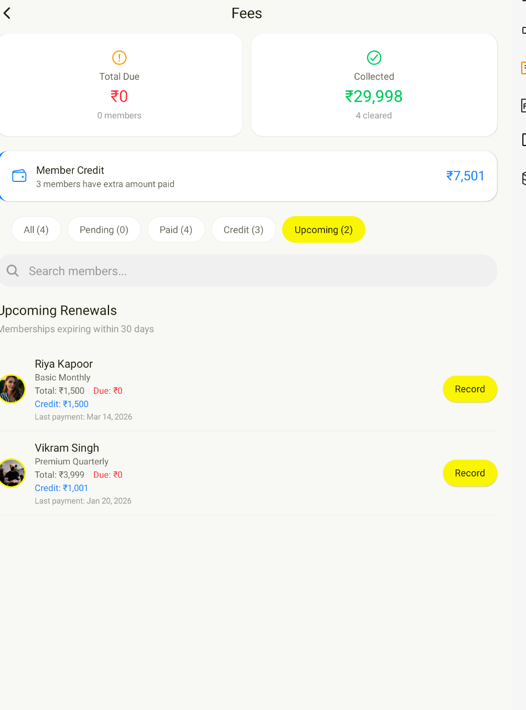 Fees
Total Due
₹0
0 members
Collected
₹29,998
4 cleared
Member Credit
3 members have extra amount paid
₹7,501
All (4)
Pending (0)
Paid (4)
Credit (3)
Upcoming (2)
Search members...
Upcoming Renewals
Memberships expiring within 30 days
Riya Kapoor
Basic Monthly
Total: ₹1,500 Due: ₹0
Credit: ₹1,500
Last payment: Mar 14, 2026
Record
Vikram Singh
Premium Quarterly
Total: ₹3,999 Due: ₹0
Credit: ₹1,001
Last payment: Jan 20, 2026
Record